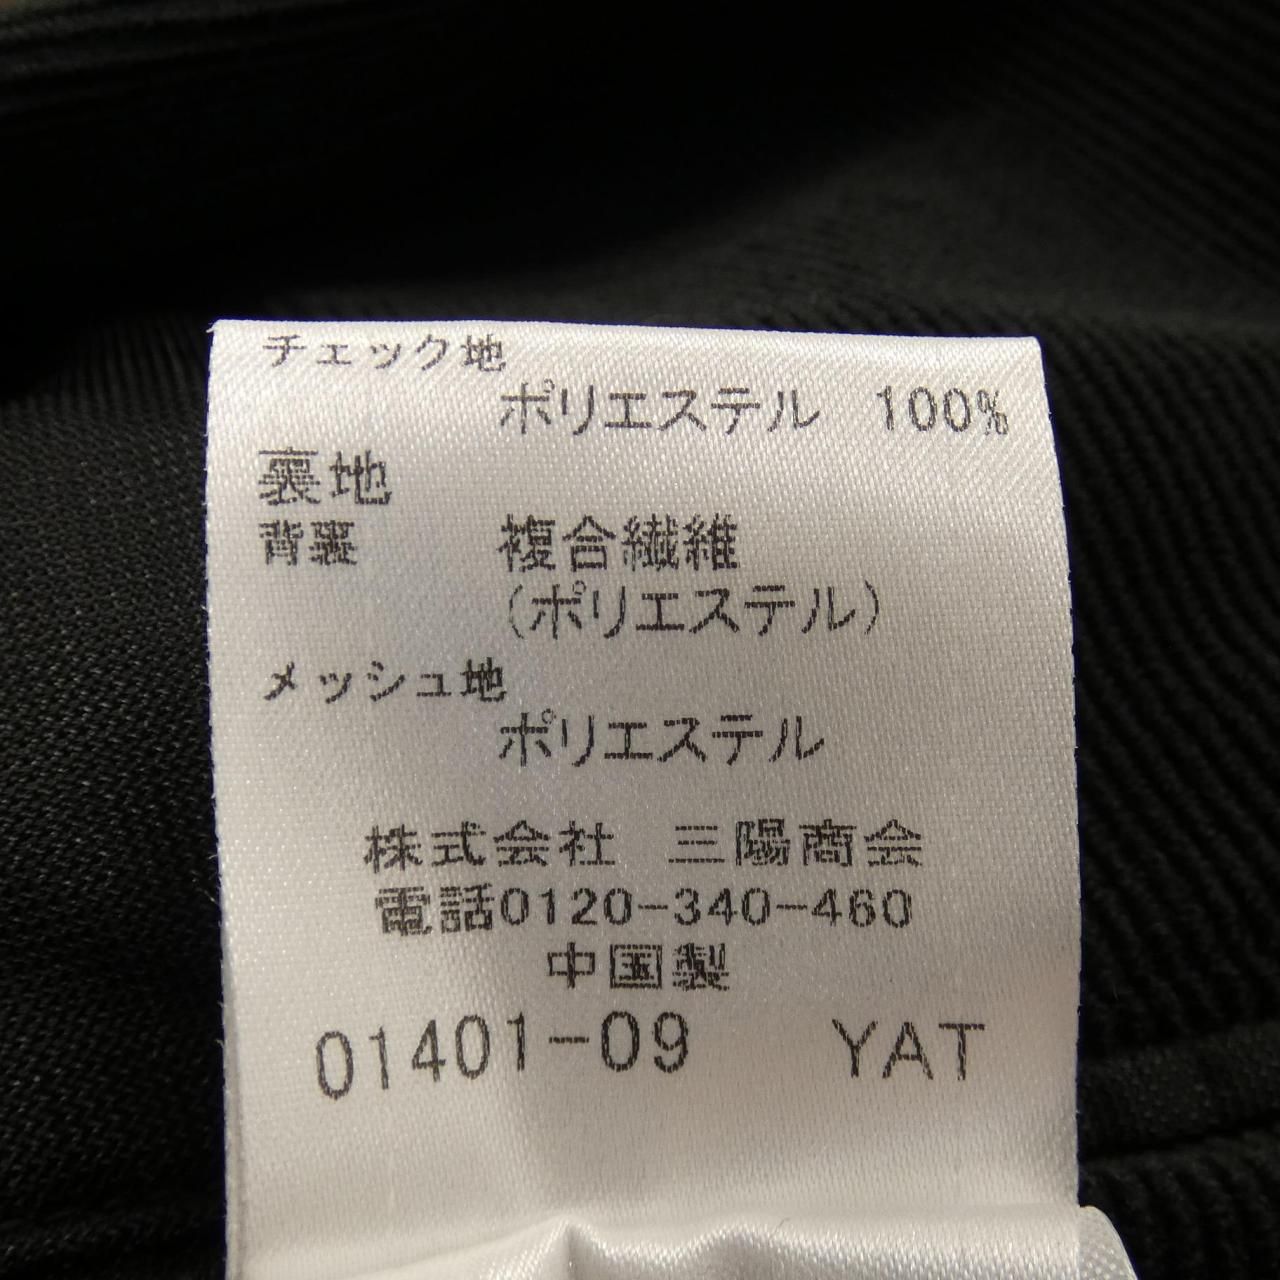 チェック地
ポリエステル 100%
裏地
背裏 複合繊維
(ポリエステル)
メッシュ地
ポリエステル
株式会社 三陽商会
電話0120-340-460
中国製
01401-09 YAT